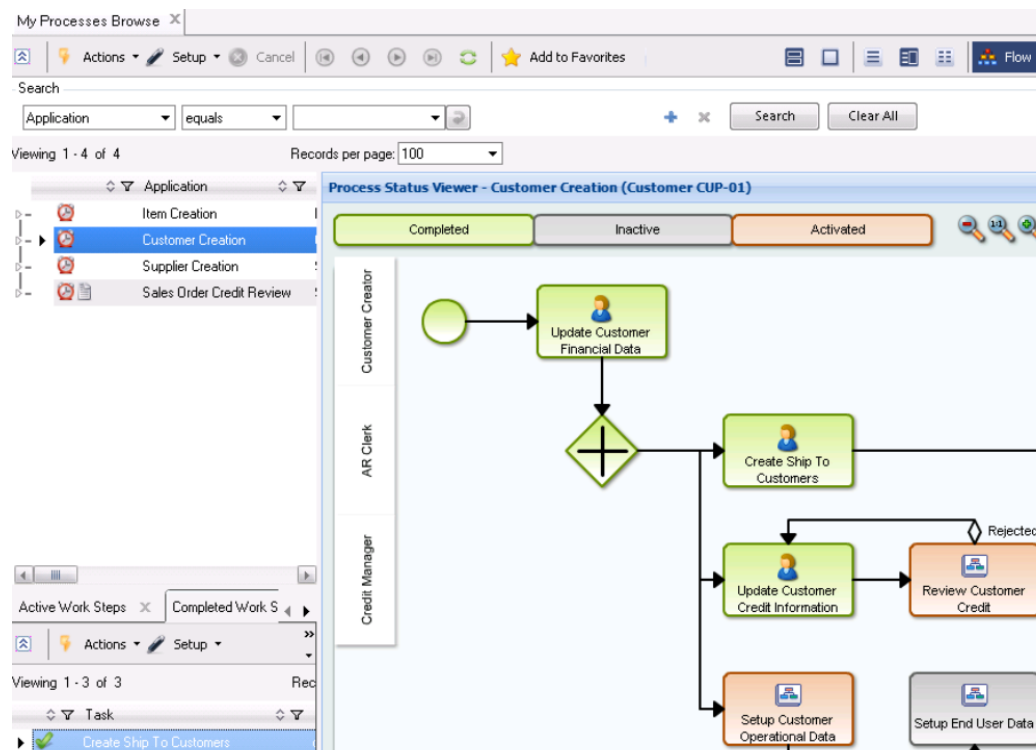 My Processes Browse
Actions Setup Cancel Add to Favorites Flow
Search
Application equals Search Clear All
Viewing 1 - 4 of 4 Records per page: 100
Application
Item Creation
Customer Creation
Supplier Creation
Sales Order Credit Review
Process Status Viewer - Customer Creation (Customer CUP-01)
Completed Inactive Activated
1:1
Customer Creator
AR Clerk
Credit Manager
Update Customer
Financial Data
Create Ship To
Customers
Rejected
Update Customer
Credit Information
Review Customer
Credit
Setup Customer
Operational Data
Setup End User Data
Active Work Steps Completed Work S
Actions Setup
Viewing 1 - 3 of 3 Rec
Task
Create Ship To Customers